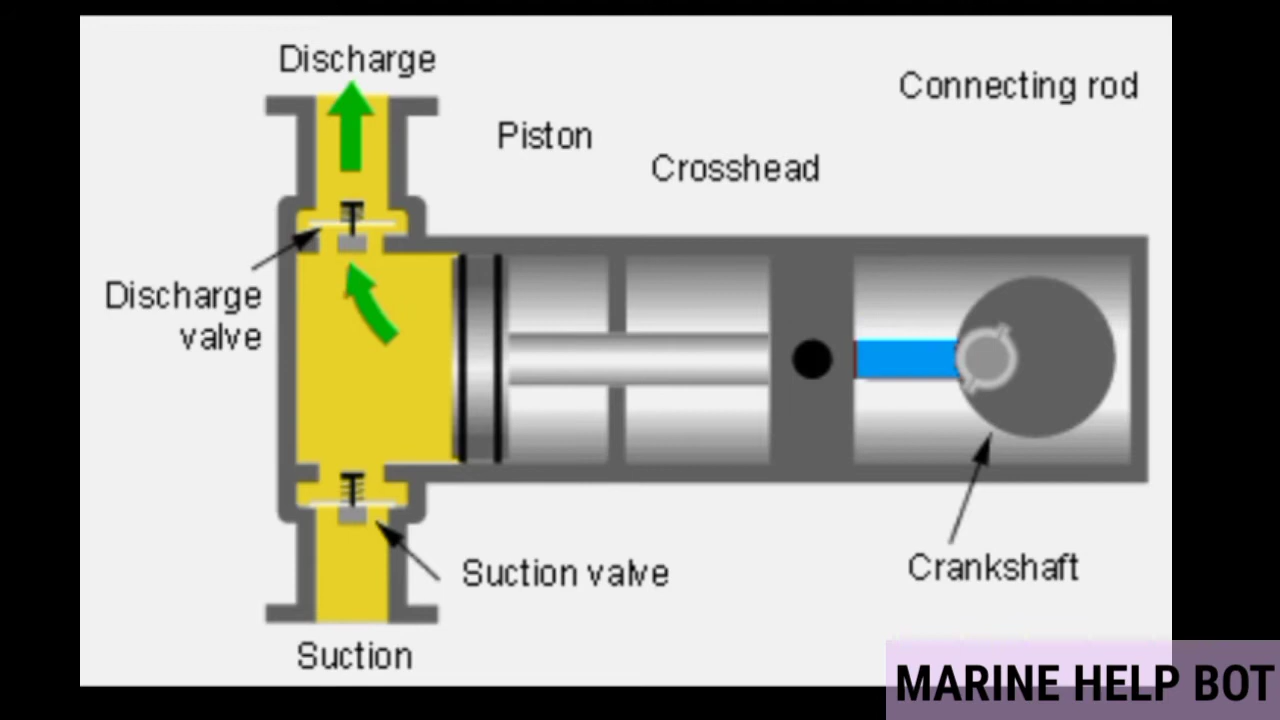 Discharge
Connecting rod
Piston
Crosshead
Discharge
valve
Suction valve
Crankshaft
Suction
MARINE HELP BOT